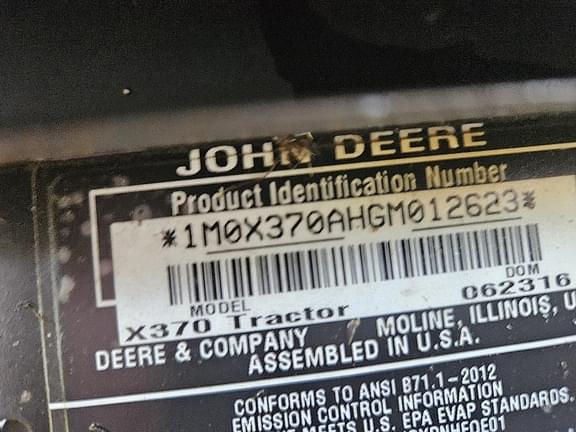 JOHN DEERE
Product Identification Number
*1M0X370AHGM012623*
MODEL
DOM
X370 Tractor
062316
DEERE & COMPANY
MOLINE, ILLINOIS, U
ASSEMBLED IN U.S.A.
CONFORMS TO ANSI B71.1-2012
EMISSION CONTROL INFORMATION
MEETS U.S. EPA EVAP STANDARDS.